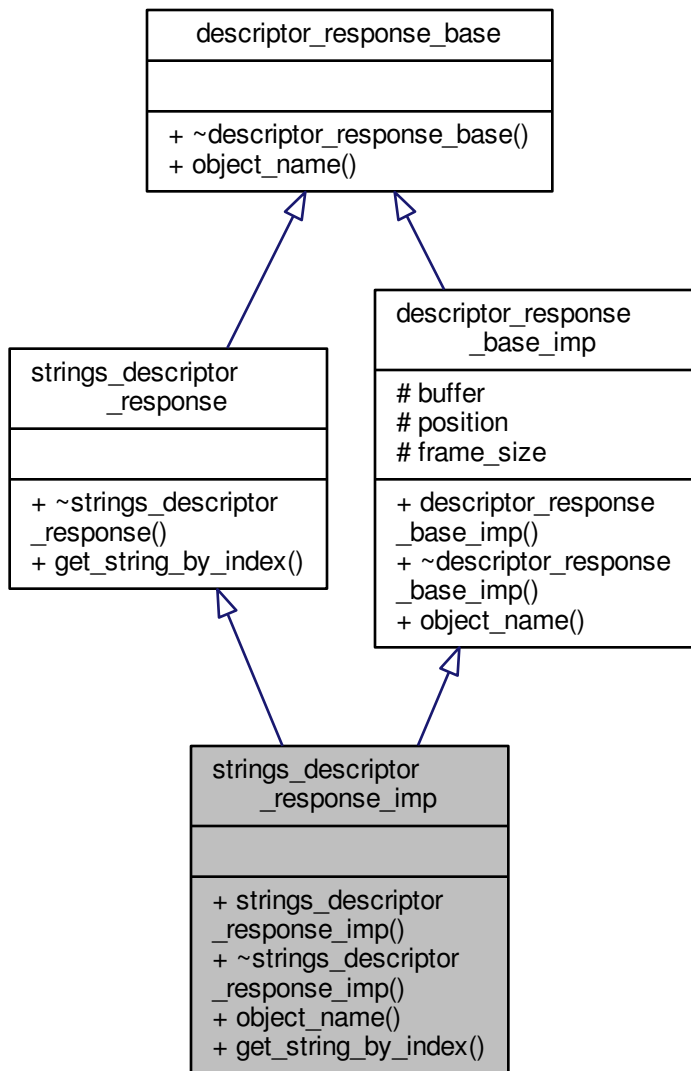 descriptor_response_base
+ ~descriptor_response_base()
+ object_name()
strings_descriptor
_response
+ ~strings_descriptor
_response()
+ get_string_by_index()
descriptor_response
_base_imp
# buffer
# position
# frame_size
+ descriptor_response
_base_imp()
+ ~descriptor_response
_base_imp()
+ object_name()
strings_descriptor
_response_imp
+ strings_descriptor
_response_imp()
+ ~strings_descriptor
_response_imp()
+ object_name()
+ get_string_by_index()